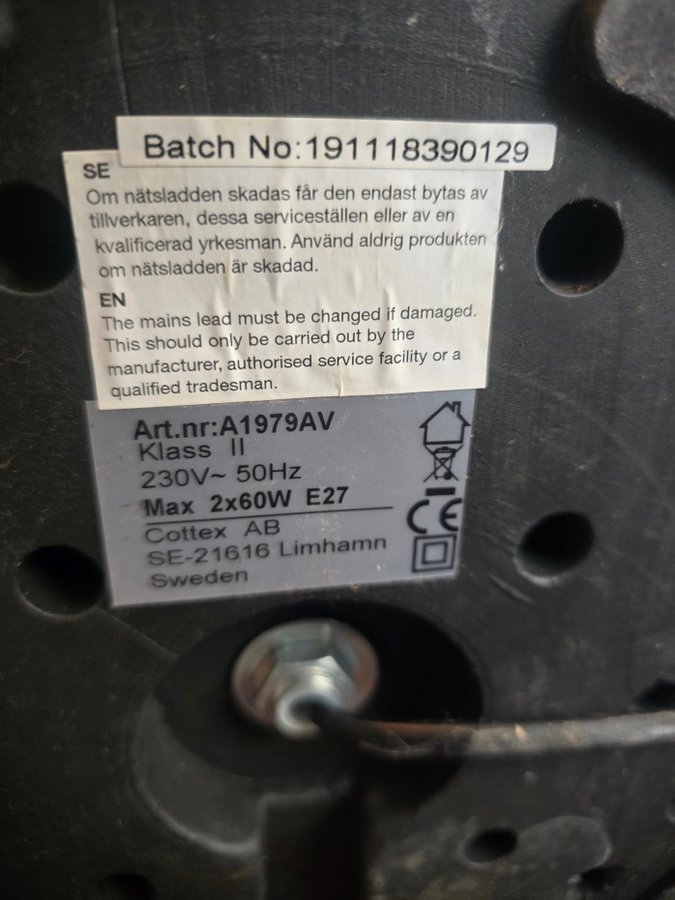 Batch No:191118390129
SE
Om nätsladden skadas får den endast bytas av
tillverkaren, dessa serviceställen eller av en
kvalificerad yrkesman. Använd aldrig produkten
om nätsladden är skadad.
EN
The mains lead must be changed if damaged.
This should only be carried out by the
manufacturer, authorised service facility or a
qualified tradesman.
Art.nr:A1979AV
Klass II
230V~ 50Hz
Max 2x60W E27
Cottex AB
SE-21616 Limhamn
Sweden
CE